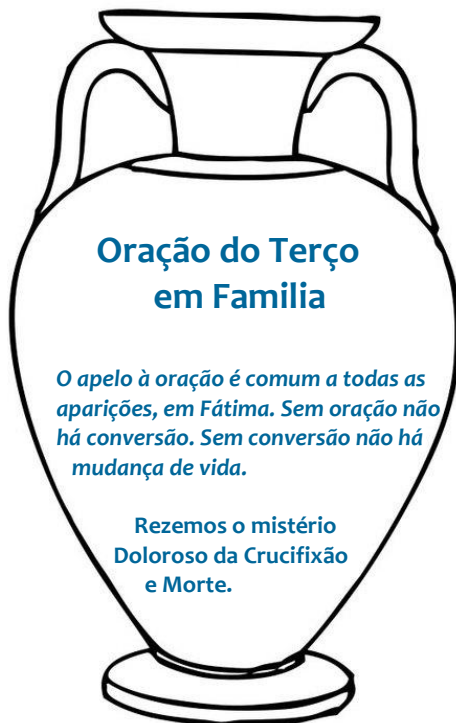 Oração do Terço
em Familia
O apelo à oração é comum a todas as
aparições, em Fátima. Sem oração não
há conversão. Sem conversão não há
mudança de vida.
Rezemos o mistério
Doloroso da Crucifixão
e Morte.